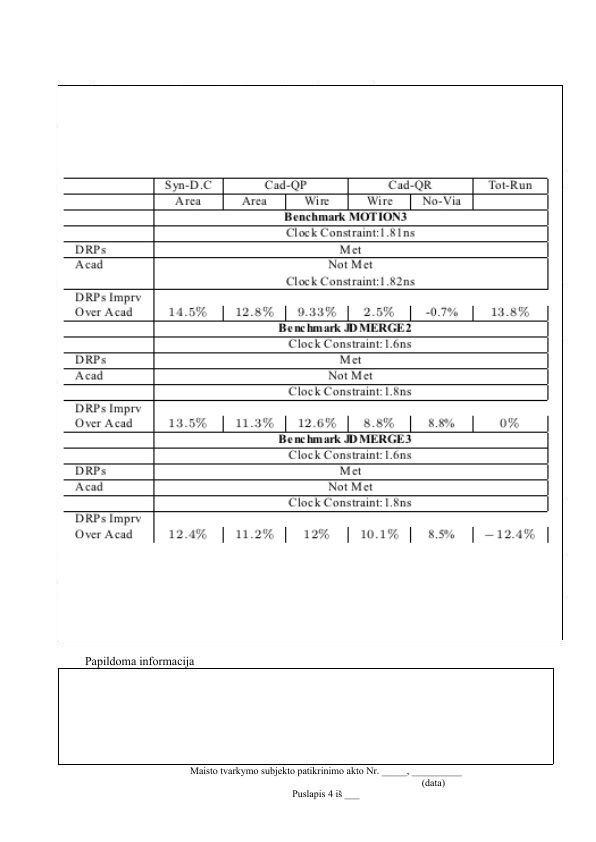 Syn-D.C Cad-QP Cad-QR Tot-Run
Area Area Wire Wire No-Via
Benchmark MOTION3
Clock Constraint:1.81ns
DRPs Met
Acad Not Met
Clock Constraint:1.82ns
DRPs Imprv
Over Acad 14.5% 12.8% 9.33% 2.5% -0.7% 13.8%
Benchmark JDMERGE2
Clock Constraint:1.6ns
DRPs Met
Acad Not Met
Clock Constraint:1.8ns
DRPs Imprv
Over Acad 13.5% 11.3% 12.6% 8.8% 8.8% 0%
Benchmark JDMERGE3
Clock Constraint:1.6ns
DRPs Met
Acad Not Met
Clock Constraint:1.8ns
DRPs Imprv
Over Acad 12.4% 11.2% 12% 10.1% 8.5% −12.4%
Papildoma informacija
Maisto tvarkymo subjekto patikrinimo akto Nr. _____, __________
(data)
Puslapis 4 iš ___